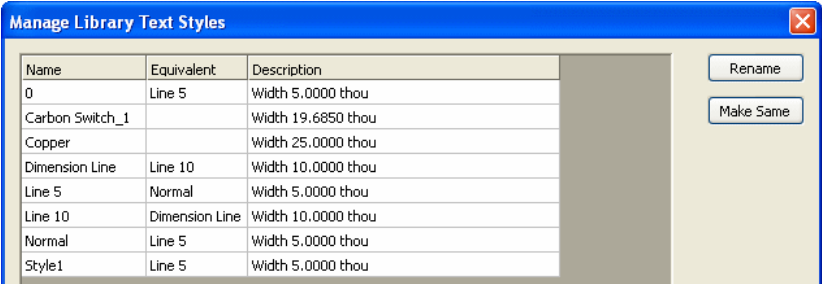 Manage Library Text Styles
Name Equivalent Description
0 Line 5 Width 5.0000 thou
Carbon Switch_1 Width 19.6850 thou
Copper Width 25.0000 thou
Dimension Line Line 10 Width 10.0000 thou
Line 5 Normal Width 5.0000 thou
Line 10 Dimension Line Width 10.0000 thou
Normal Line 5 Width 5.0000 thou
Style1 Line 5 Width 5.0000 thou
Rename
Make Same